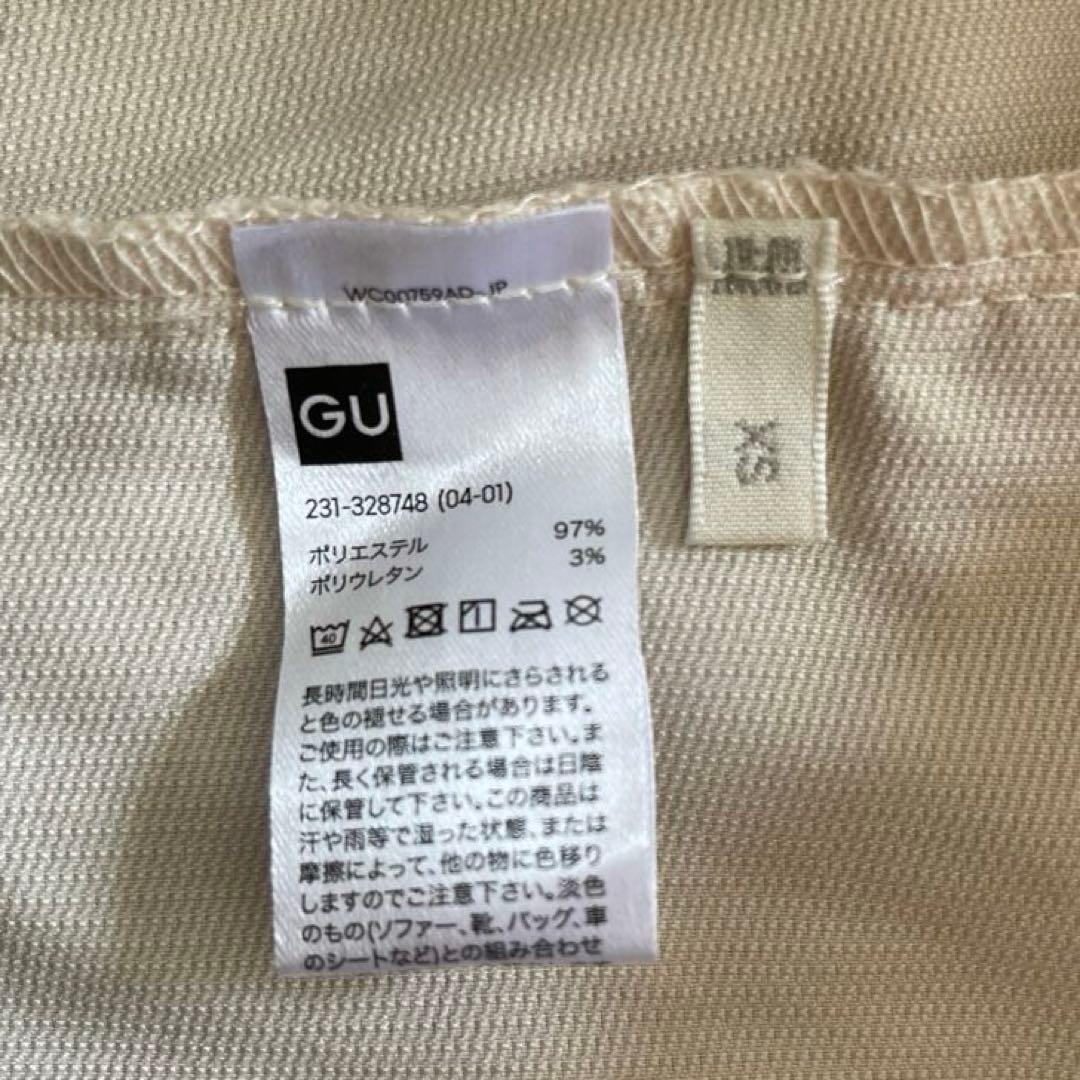 WC00759AD-JP
GU
231-328748 (04-01)
ポリエステル 97%
ポリウレタン 3%
40
長時間日光や照明にさらされる
と色の褪せる場合があります。
ご使用の際はご注意下さい。ま
た、長く保管される場合は日陰
に保管して下さい。この商品は
汗や雨等で湿った状態、または
摩擦によって、他の物に色移り
しますのでご注意下さい。淡色
のもの(ソファー、靴、バッグ、車
のシートなど)との組み合わせ
XS